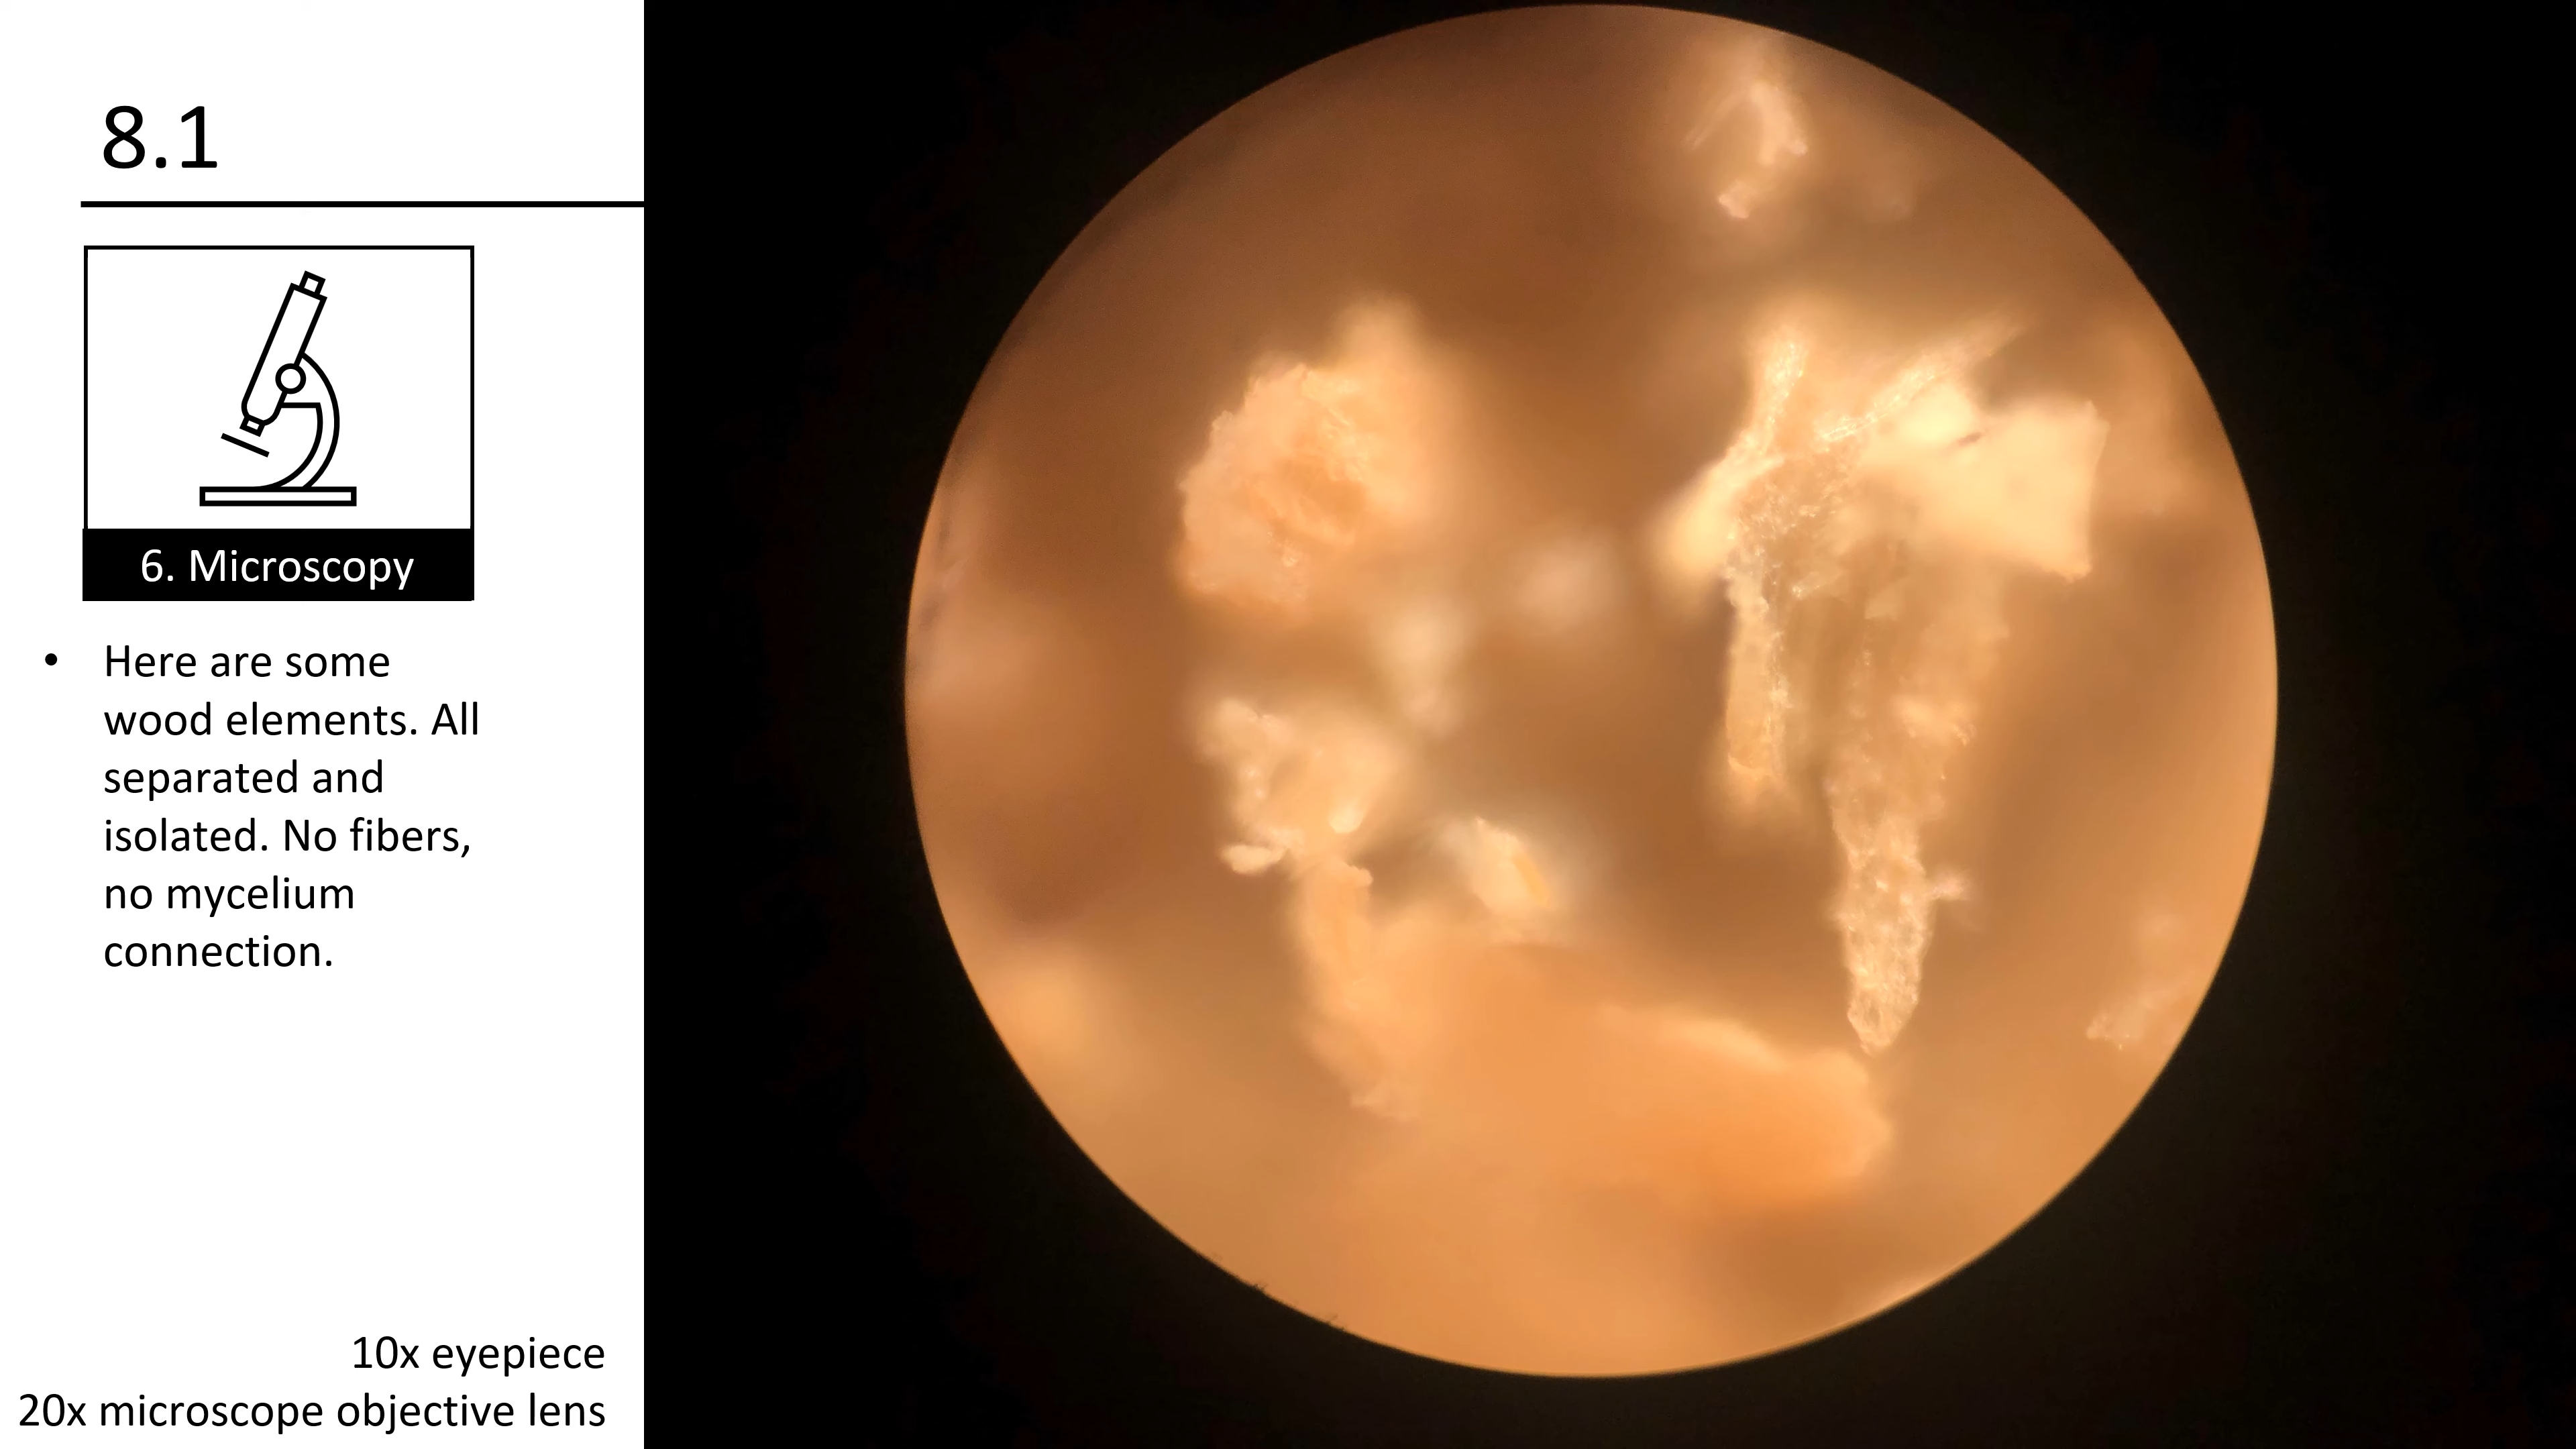 8.1
6. Microscopy
• Here are some
wood elements. All
separated and
isolated. No fibers,
no mycelium
connection.
10x eyepiece
20x microscope objective lens